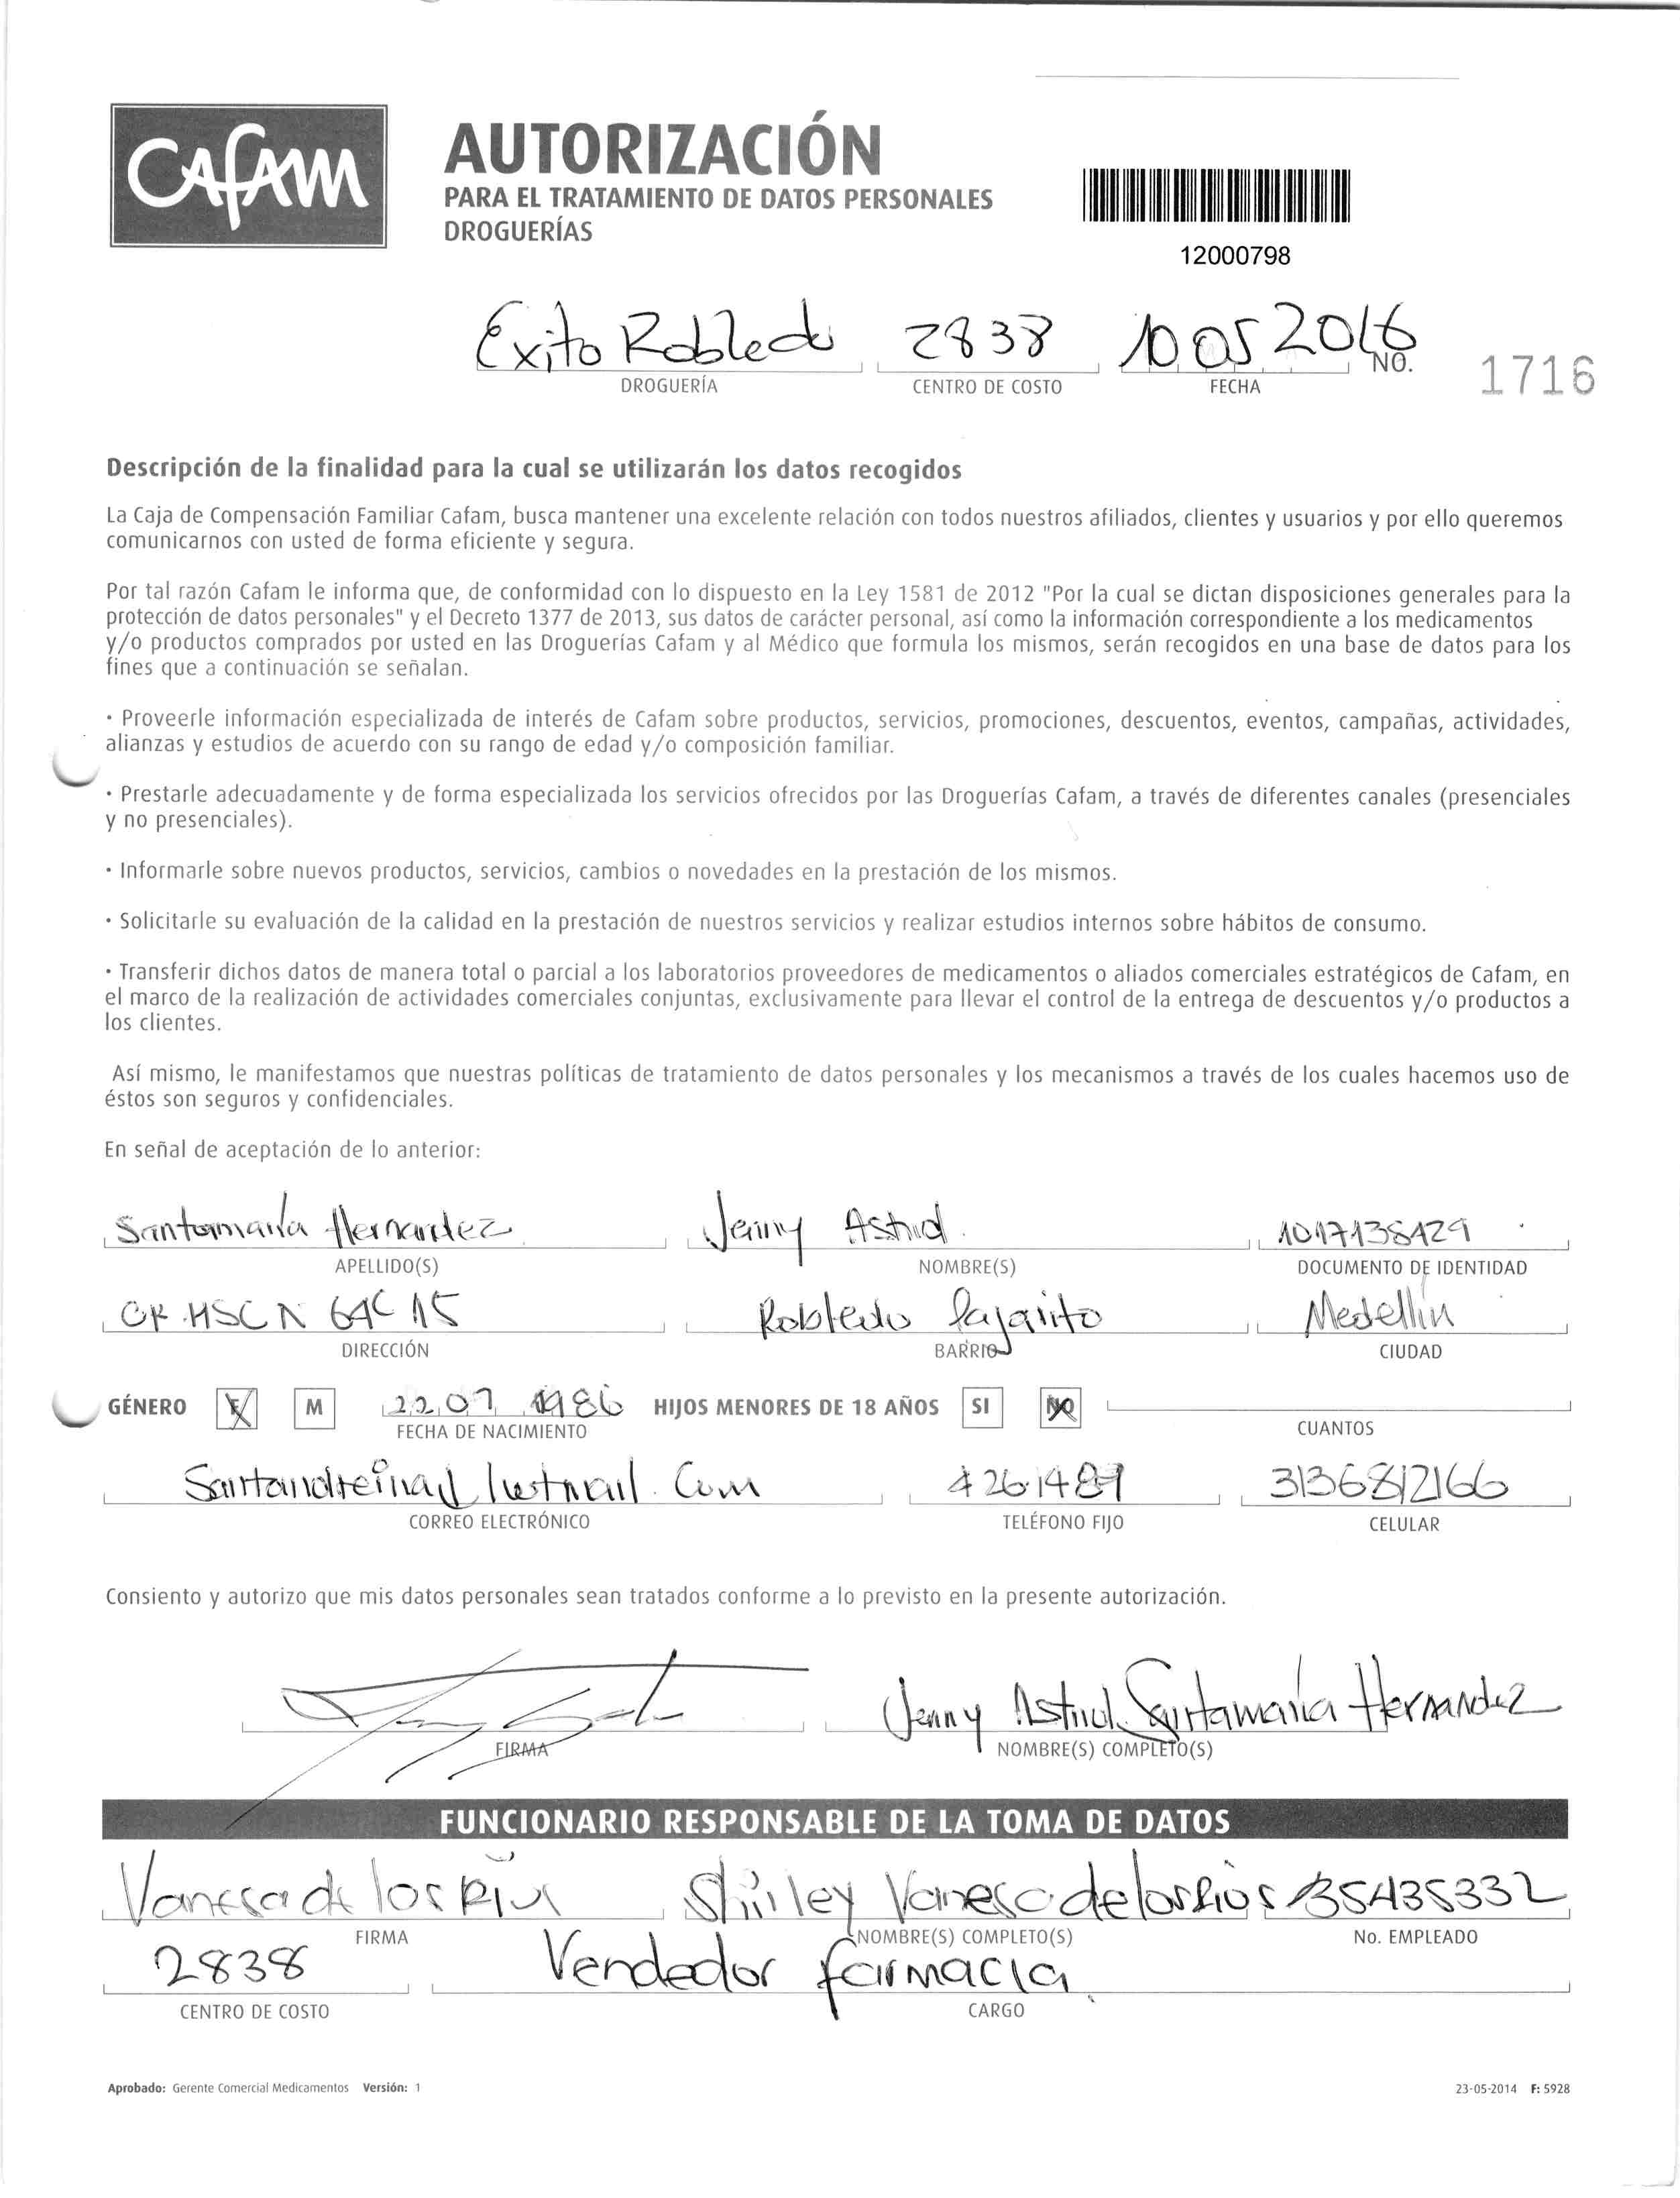 CAfAM
AUTORIZACIÓN
PARA EL TRATAMIENTO DE DATOS PERSONALES
DROGUERÍAS
12000798
Exito Robledo 2838 10 05 2016
DROGUERÍA CENTRO DE COSTO FECHA NO. 1716
Descripción de la finalidad para la cual se utilizarán los datos recogidos
La Caja de Compensación Familiar Cafam, busca mantener una excelente relación con todos nuestros afiliados, clientes y usuarios y por ello queremos
comunicarnos con usted de forma eficiente y segura.
Por tal razón Cafam le informa que, de conformidad con lo dispuesto en la Ley 1581 de 2012 "Por la cual se dictan disposiciones generales para la
protección de datos personales" y el Decreto 1377 de 2013, sus datos de carácter personal, así como la información correspondiente a los medicamentos
y/o productos comprados por usted en las Droguerías Cafam y al Médico que formula los mismos, serán recogidos en una base de datos para los
fines que a continuación se señalan.
· Proveerle información especializada de interés de Cafam sobre productos, servicios, promociones, descuentos, eventos, campañas, actividades,
alianzas y estudios de acuerdo con su rango de edad y/o composición familiar.
· Prestarle adecuadamente y de forma especializada los servicios ofrecidos por las Droguerías Cafam, a través de diferentes canales (presenciales
y no presenciales).
· Informarle sobre nuevos productos, servicios, cambios o novedades en la prestación de los mismos.
· Solicitarle su evaluación de la calidad en la prestación de nuestros servicios y realizar estudios internos sobre hábitos de consumo.
· Transferir dichos datos de manera total o parcial a los laboratorios proveedores de medicamentos o aliados comerciales estratégicos de Cafam, en
el marco de la realización de actividades comerciales conjuntas, exclusivamente para llevar el control de la entrega de descuentos y/o productos a
los clientes.
Así mismo, le manifestamos que nuestras políticas de tratamiento de datos personales y los mecanismos a través de los cuales hacemos uso de
éstos son seguros y confidenciales.
En señal de aceptación de lo anterior:
Santamaría Hernandez Jenny Astrid 1017138429
APELLIDO(S) NOMBRE(S) DOCUMENTO DE IDENTIDAD
64C Robledo Pajarito Medellín
DIRECCIÓN BARRIO CIUDAD
GÉNERO F M 22 07 1986 HIJOS MENORES DE 18 AÑOS SI NO
FECHA DE NACIMIENTO CUANTOS
Com 4261489 3136812166
CORREO ELECTRÓNICO TELÉFONO FIJO CELULAR
Consiento y autorizo que mis datos personales sean tratados conforme a lo previsto en la presente autorización.
Jenny Astrid Santamaría Hernandez
FIRMA NOMBRE(S) COMPLETO(S)
FUNCIONARIO RESPONSABLE DE LA TOMA DE DATOS
Vanessa de los Rios Shirley Vanesa de los Rios 35435332
FIRMA NOMBRE(S) COMPLETO(S) No. EMPLEADO
2838 Vendedor farmacia
CENTRO DE COSTO CARGO
Aprobado: Gerente Comercial Medicamentos Versión: 1 23-05-2014 F: 5928